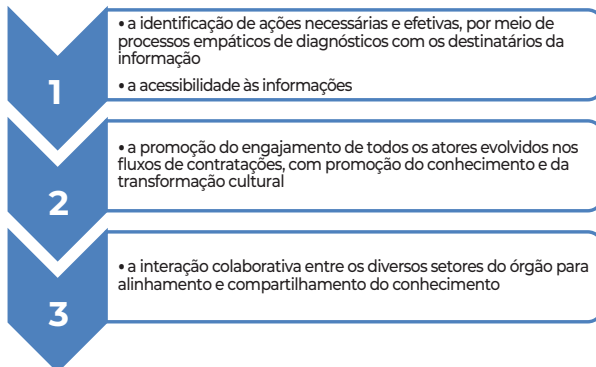 1
• a identificação de ações necessárias e efetivas, por meio de
processos empáticos de diagnósticos com os destinatários da
informação
• a acessibilidade às informações
2
• a promoção do engajamento de todos os atores evolvidos nos
fluxos de contratações, com promoção do conhecimento e da
transformação cultural
3
• a interação colaborativa entre os diversos setores do órgão para
alinhamento e compartilhamento do conhecimento